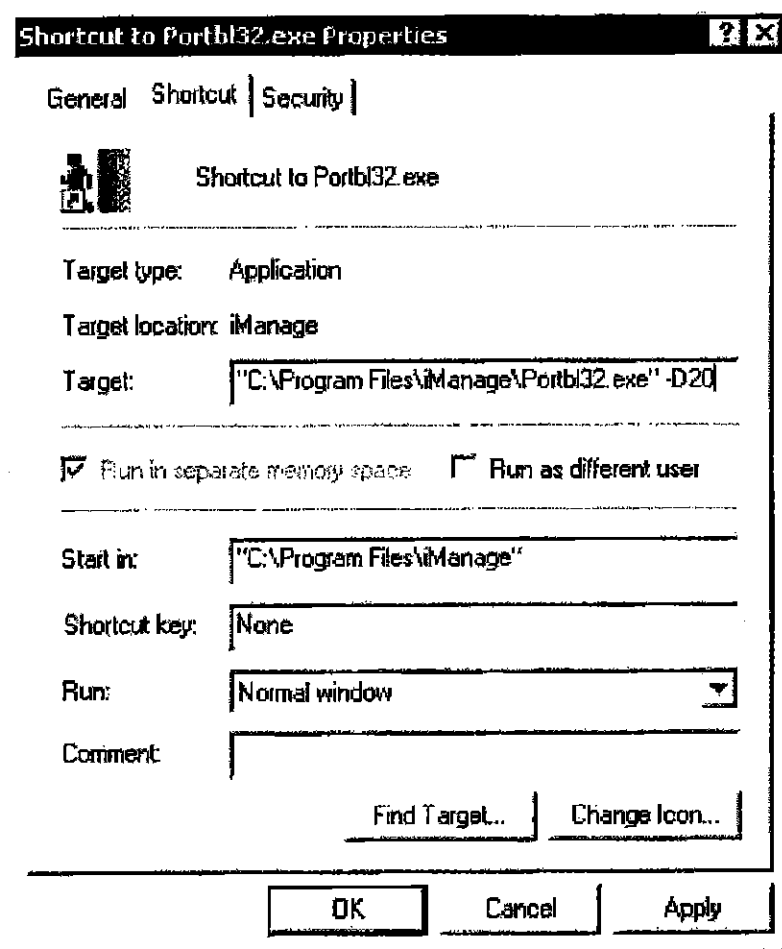 Shortcut to Portbl32.exe Properties ? X
General Shortcut Security
Shortcut to Portbl32.exe
Target type: Application
Target location: iManage
Target: "C:\Program Files\iManage\Portbl32.exe" -D20
Run in separate memory space Run as different user
Start in: "C:\Program Files\iManage"
Shortcut key: None
Run: Normal window
Comment:
Find Target... Change Icon...
OK Cancel Apply